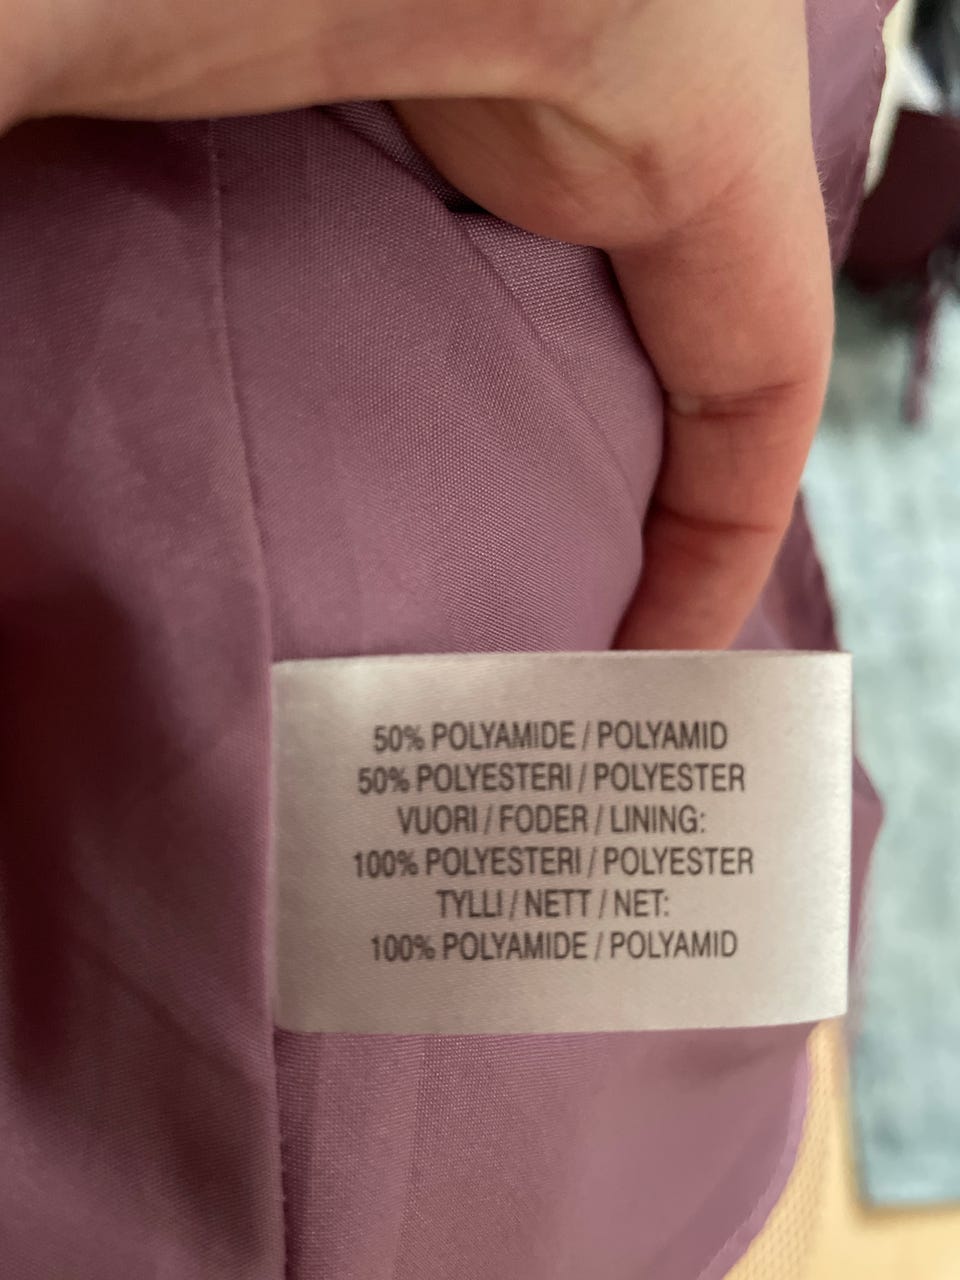 50% POLYAMIDE / POLYAMID
50% POLYESTERI / POLYESTER
VUORI / FODER / LINING:
100% POLYESTERI / POLYESTER
TYLLI / NETT / NET:
100% POLYAMIDE / POLYAMID